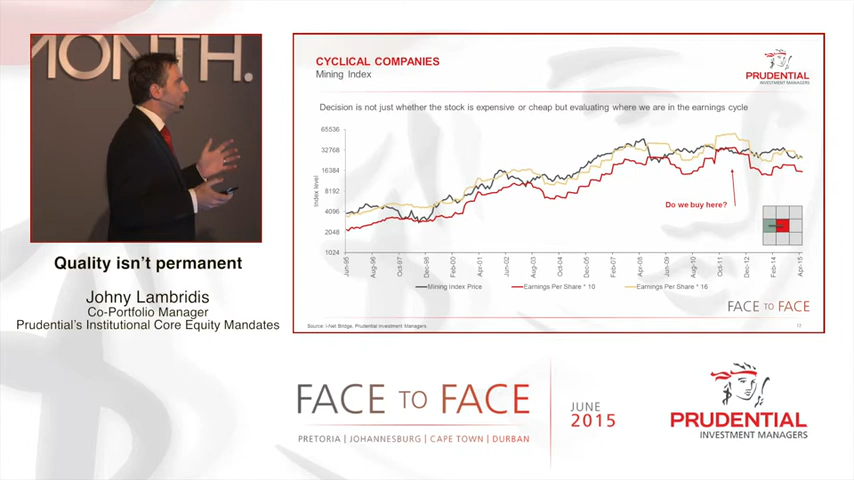 MONTH.
Quality isn't permanent
Johny Lambridis
Co-Portfolio Manager
Prudential's Institutional Core Equity Mandates
CYCLICAL COMPANIES
Mining Index
PRUDENTIAL
INVESTMENT MANAGERS
Decision is not just whether the stock is expensive or cheap but evaluating where we are in the earnings cycle
65536
32768
16384
8192
4096
2048
1024
Index level
Do we buy here?
Jun-95
Aug-96
Oct-97
Dec-98
Feb-00
Apr-01
Jun-02
Aug-03
Oct-04
Dec-05
Feb-07
Apr-08
Jun-09
Aug-10
Oct-11
Dec-12
Feb-14
Apr-15
Mining Index Price
Earnings Per Share * 10
Earnings Per Share * 16
FACE TO FACE
Source: I-Net Bridge, Prudential Investment Managers
FACE TO FACE
PRETORIA | JOHANNESBURG | CAPE TOWN | DURBAN
JUNE
2015
PRUDENTIAL
INVESTMENT MANAGERS